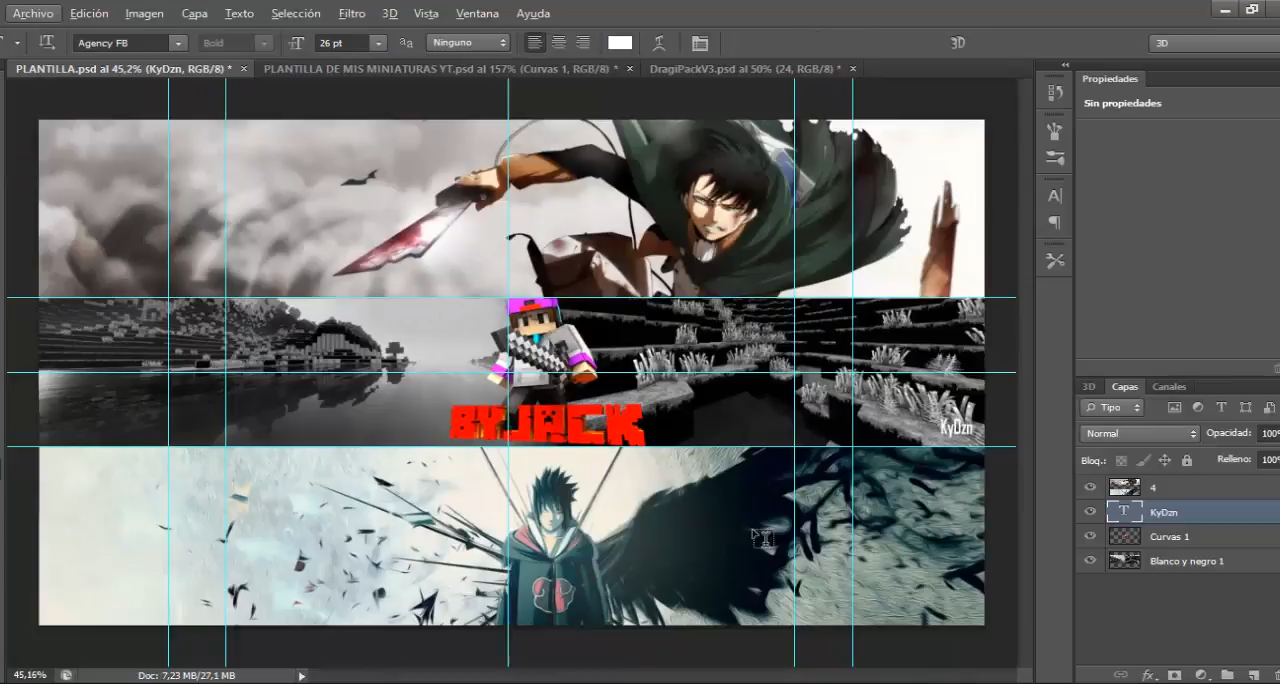 Archivo Edición Imagen Capa Texto Selección Filtro 3D Vista Ventana Ayuda
Agency FB Bold 26 pt aa Ninguno 3D 3D
PLANTILLA.psd al 45,2% (KyDzn, RGB/8) * × PLANTILLA DE MIS MINIATURAS YT.psd al 157% (Curvas 1, RGB/8) * × DragiPackV3.psd al 50% (24, RGB/8) * ×
Propiedades
Sin propiedades
BYJACK
KyDzn
3D Capas Canales
Tipo
Normal Opacidad: 100%
Bloq.: Relleno: 100%
4
KyDzn
Curvas 1
Blanco y negro 1
45,16% Doc: 7,23 MB/27,1 MB